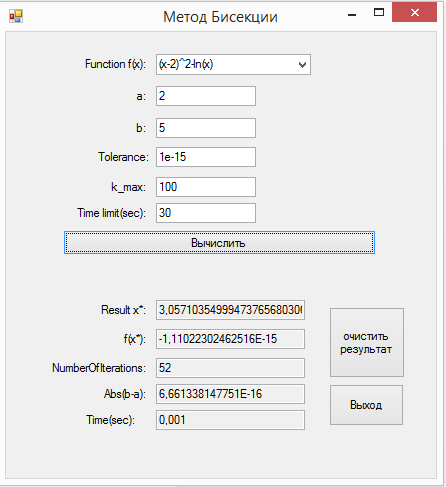 Метод Бисекции
Function f(x): (x-2)^2-ln(x)
a: 2
b: 5
Tolerance: 1e-15
k_max: 100
Time limit(sec): 30
Вычислить
Result x*: 3,0571035499947376568030
f(x*): -1,11022302462516E-15
NumberOfIterations: 52
Abs(b-a): 6,661338147751E-16
Time(sec): 0,001
очистить
результат
Выход